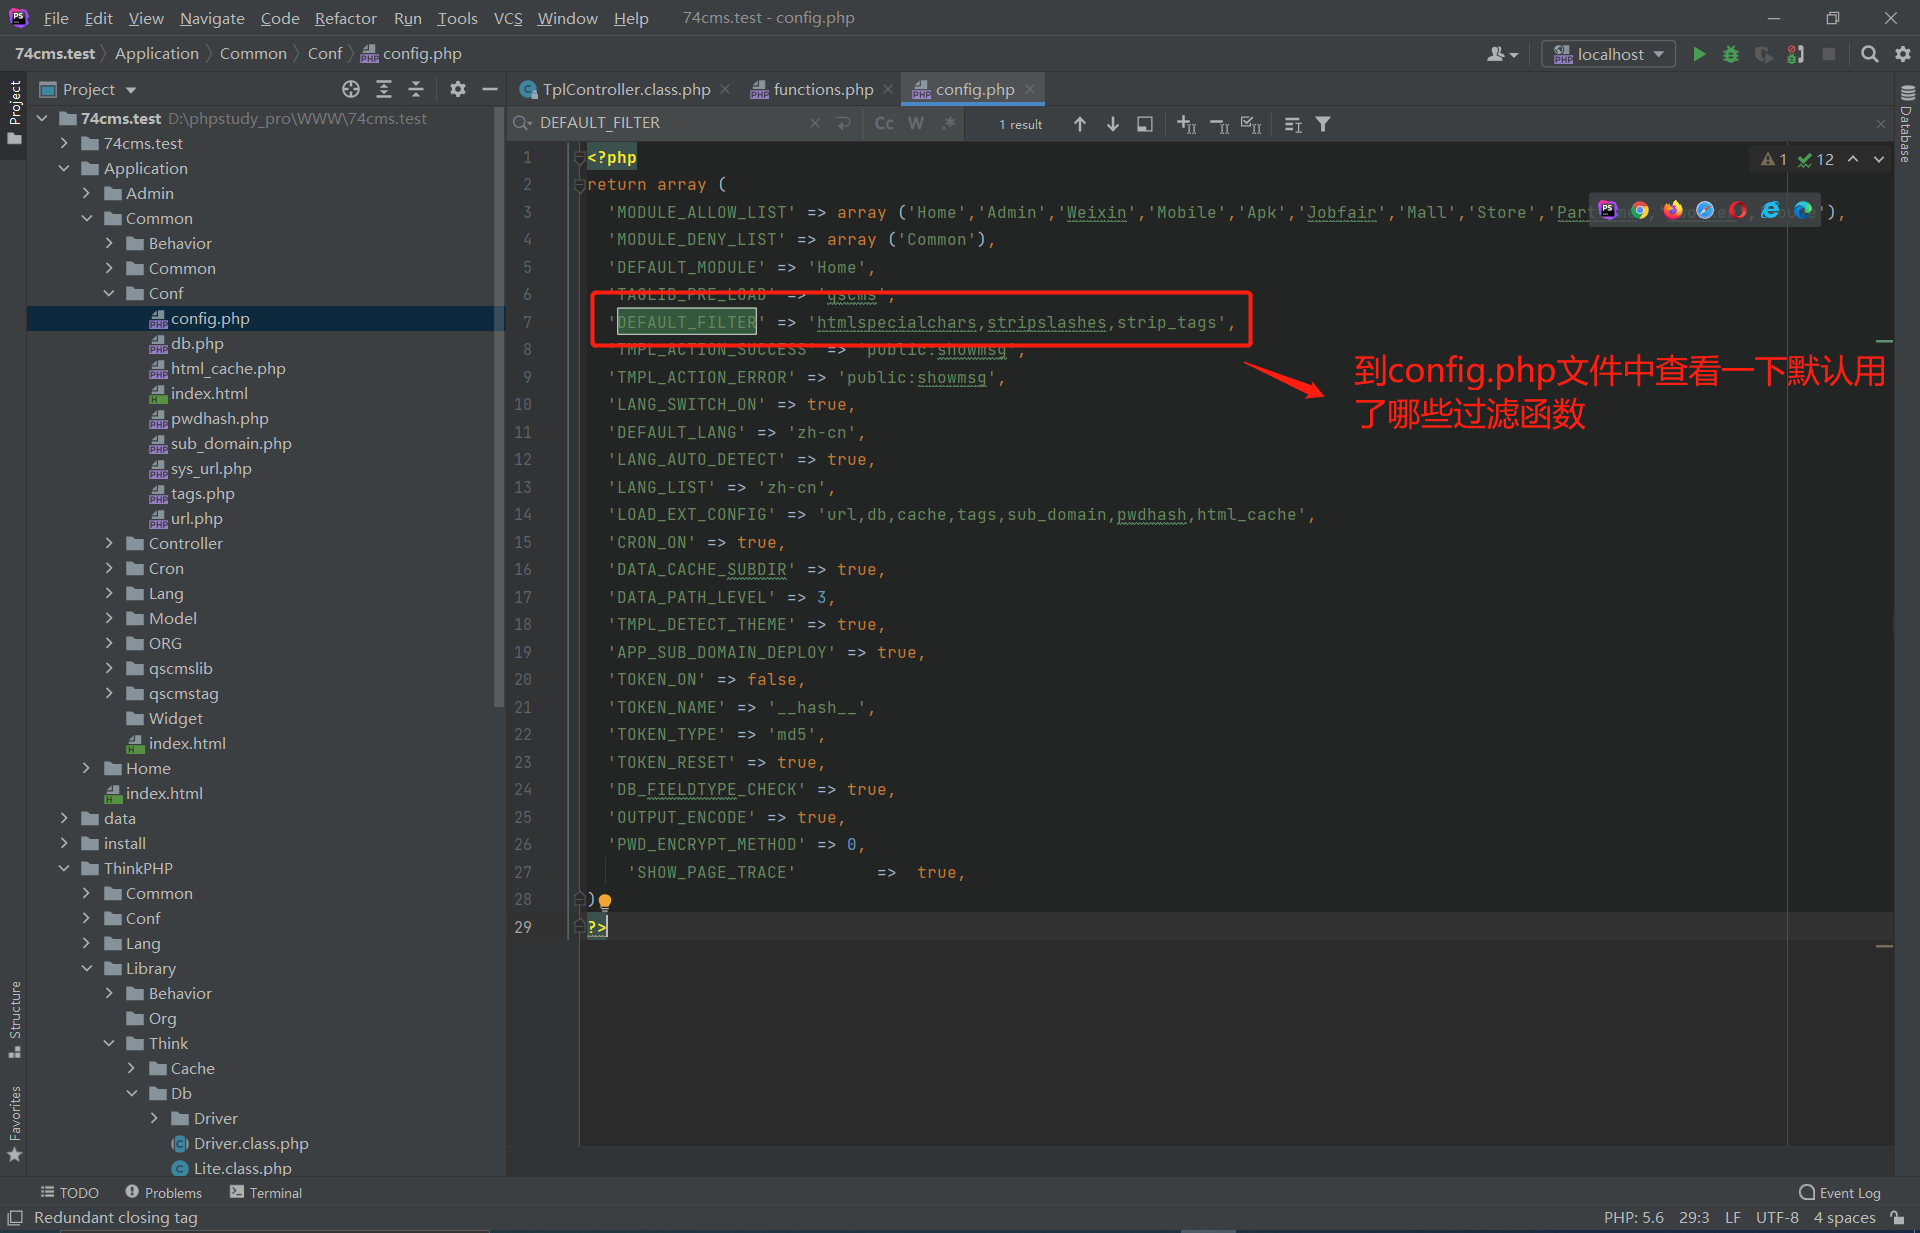 File Edit View Navigate Code Refactor Run Tools VCS Window Help 74cms.test - config.php
74cms.test Application Common Conf config.php
localhost
Project
TplController.class.php functions.php config.php
DEFAULT_FILTER
Cc W .* 1 result
Project
Structure
Favorites
Database
74cms.test D:\phpstudy_pro\WWW\74cms.test
74cms.test
Application
Admin
Common
Behavior
Common
Conf
config.php
db.php
html_cache.php
index.html
pwdhash.php
sub_domain.php
sys_url.php
tags.php
url.php
Controller
Cron
Lang
Model
ORG
qscmslib
qscmstag
Widget
index.html
Home
index.html
data
install
ThinkPHP
Common
Conf
Lang
Library
Behavior
Org
Think
Cache
Db
Driver
Driver.class.php
Lite.class.php
1 12
1 <?php
2 return array (
3 'MODULE_ALLOW_LIST' => array ('Home','Admin','Weixin','Mobile','Apk','Jobfair','Mall','Store',
4 'MODULE_DENY_LIST' => array ('Common'),
5 'DEFAULT_MODULE' => 'Home',
6 'TAGLIB_PRE_LOAD' => 'qscms',
7 'DEFAULT_FILTER' => 'htmlspecialchars,stripslashes,strip_tags',
8 'TMPL_ACTION_SUCCESS' => 'public:showmsg',
9 'TMPL_ACTION_ERROR' => 'public:showmsg',
10 'LANG_SWITCH_ON' => true,
11 'DEFAULT_LANG' => 'zh-cn',
12 'LANG_AUTO_DETECT' => true,
13 'LANG_LIST' => 'zh-cn',
14 'LOAD_EXT_CONFIG' => 'url,db,cache,tags,sub_domain,pwdhash,html_cache',
15 'CRON_ON' => true,
16 'DATA_CACHE_SUBDIR' => true,
17 'DATA_PATH_LEVEL' => 3,
18 'TMPL_DETECT_THEME' => true,
19 'APP_SUB_DOMAIN_DEPLOY' => true,
20 'TOKEN_ON' => false,
21 'TOKEN_NAME' => '__hash__',
22 'TOKEN_TYPE' => 'md5',
23 'TOKEN_RESET' => true,
24 'DB_FIELDTYPE_CHECK' => true,
25 'OUTPUT_ENCODE' => true,
26 'PWD_ENCRYPT_METHOD' => 0,
27 'SHOW_PAGE_TRACE' => true,
28 )
29 ?>
到config.php文件中查看一下默认用
了哪些过滤函数
TODO Problems Terminal Event Log
Redundant closing tag PHP: 5.6 29:3 LF UTF-8 4 spaces